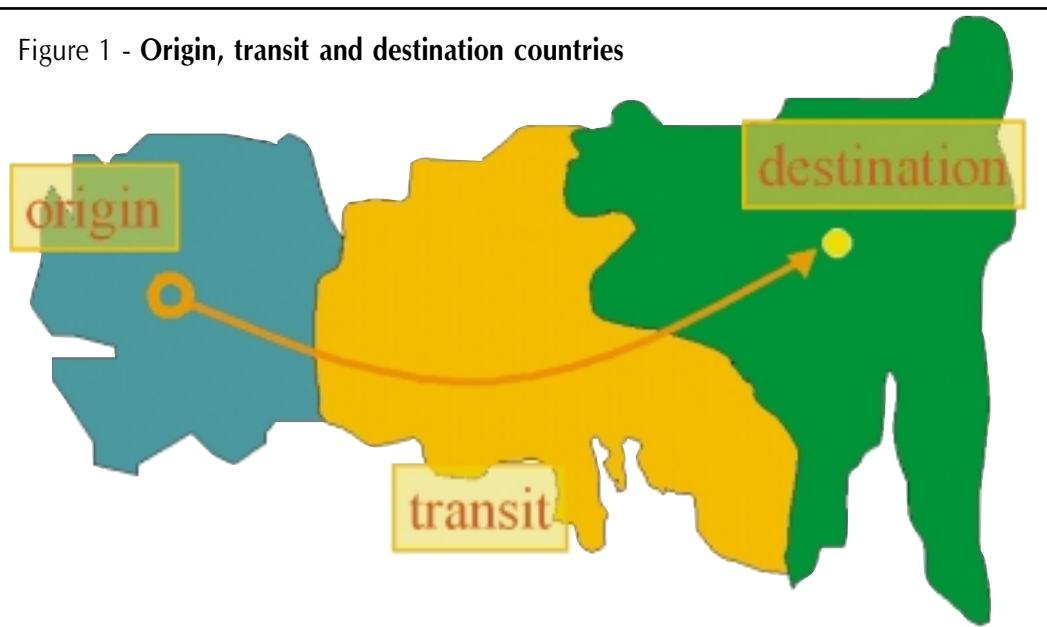 Figure 1 - Origin, transit and destination countries
origin
destination
transit